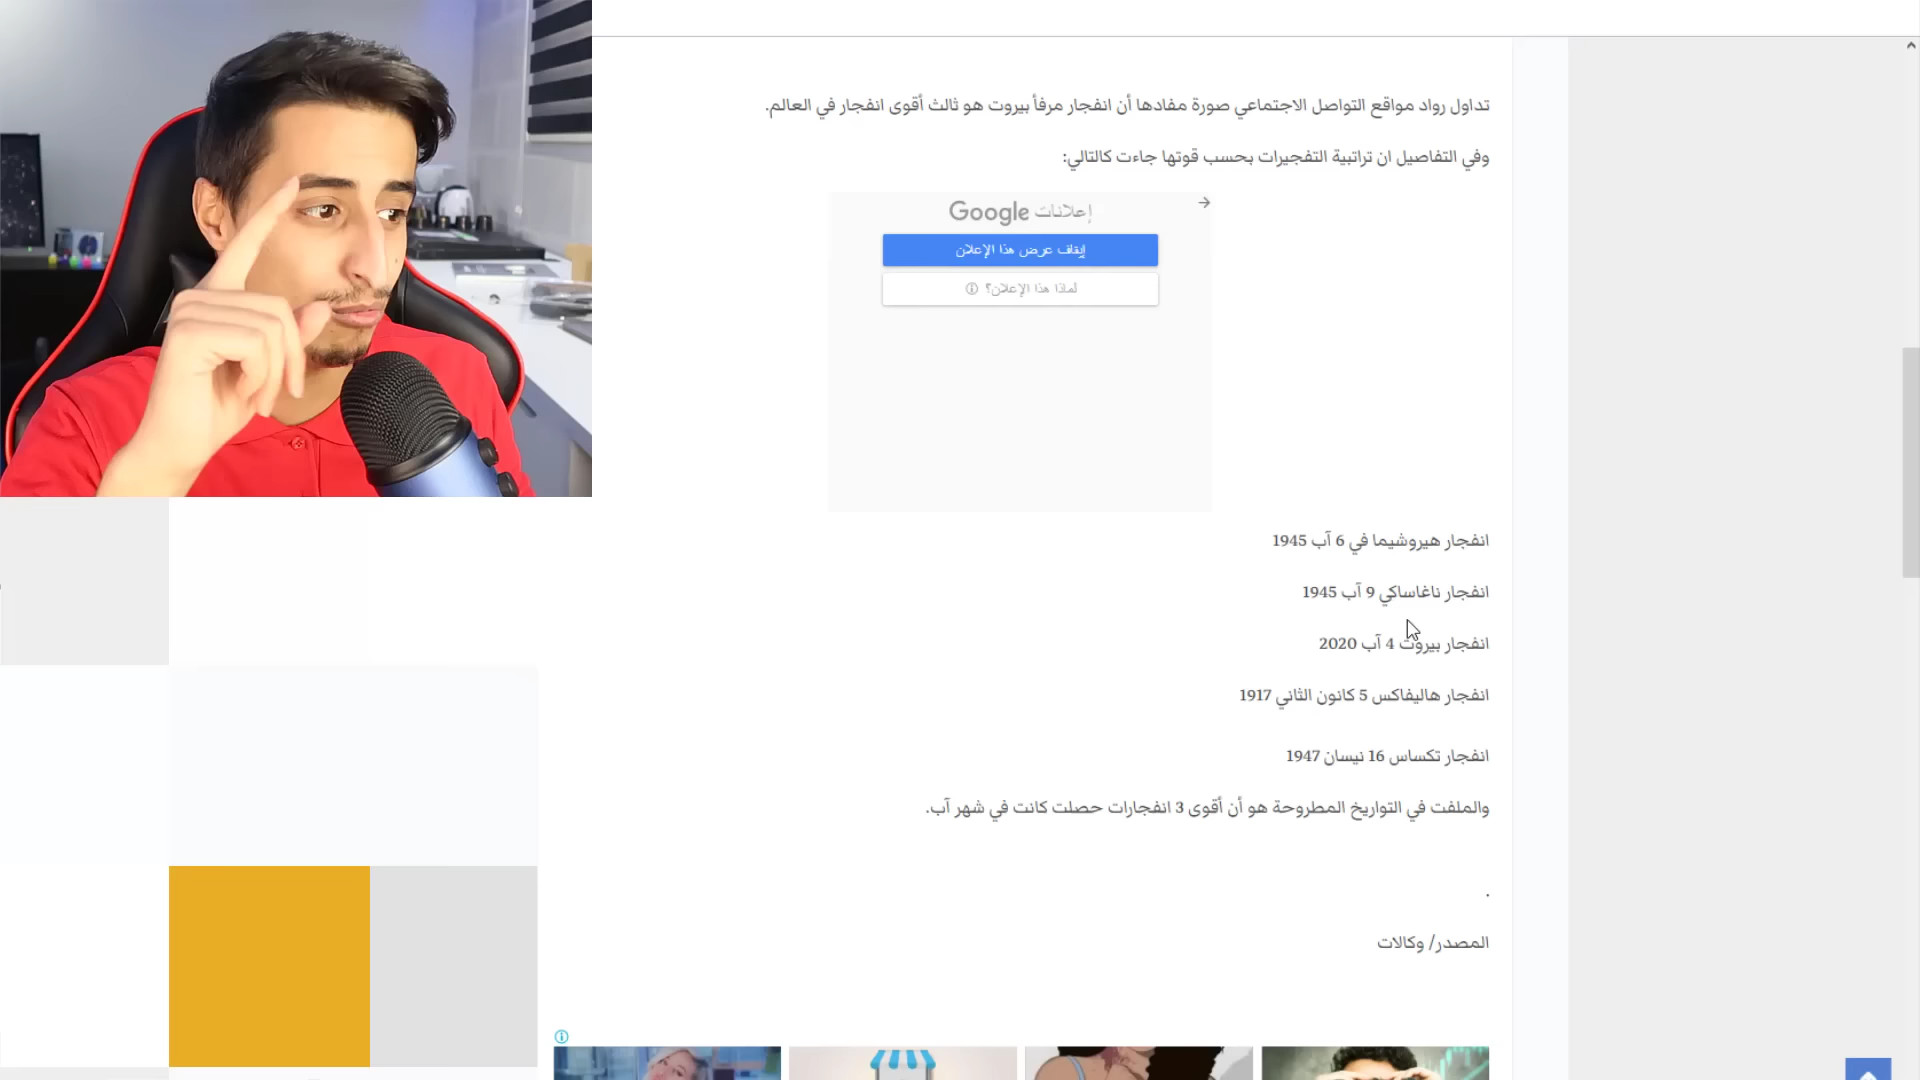 تداول رواد مواقع التواصل الاجتماعي صورة مفادها أن انفجار مرفأ بيروت هو ثالث أقوى انفجار في العالم.
وفي التفاصيل ان تراتبية التفجيرات بحسب قوتها جاءت كالتالي:
إعلانات Google
إيقاف عرض هذا الإعلان
لماذا هذا الإعلان؟
انفجار هيروشيما في 6 آب 1945
انفجار ناغاساكي 9 آب 1945
انفجار بيروت 4 آب 2020
انفجار هاليفاكس 5 كانون الثاني 1917
انفجار تكساس 16 نيسان 1947
والملفت في التواريخ المطروحة هو أن أقوى 3 انفجارات حصلت كانت في شهر آب.
.
المصدر/ وكالات